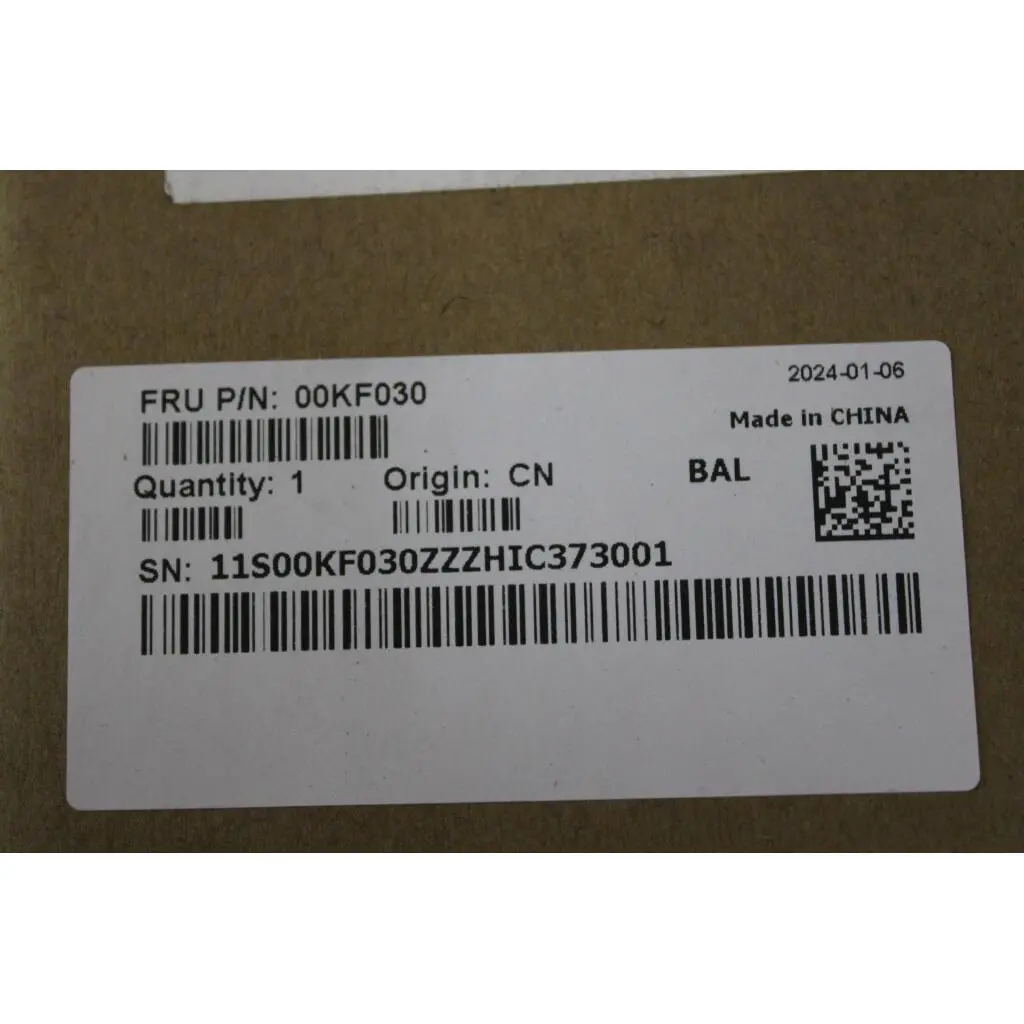 FRU P/N: 00KF030
2024-01-06
Made in CHINA
Quantity: 1
Origin: CN
BAL
SN: 11S00KF030ZZZHIC373001